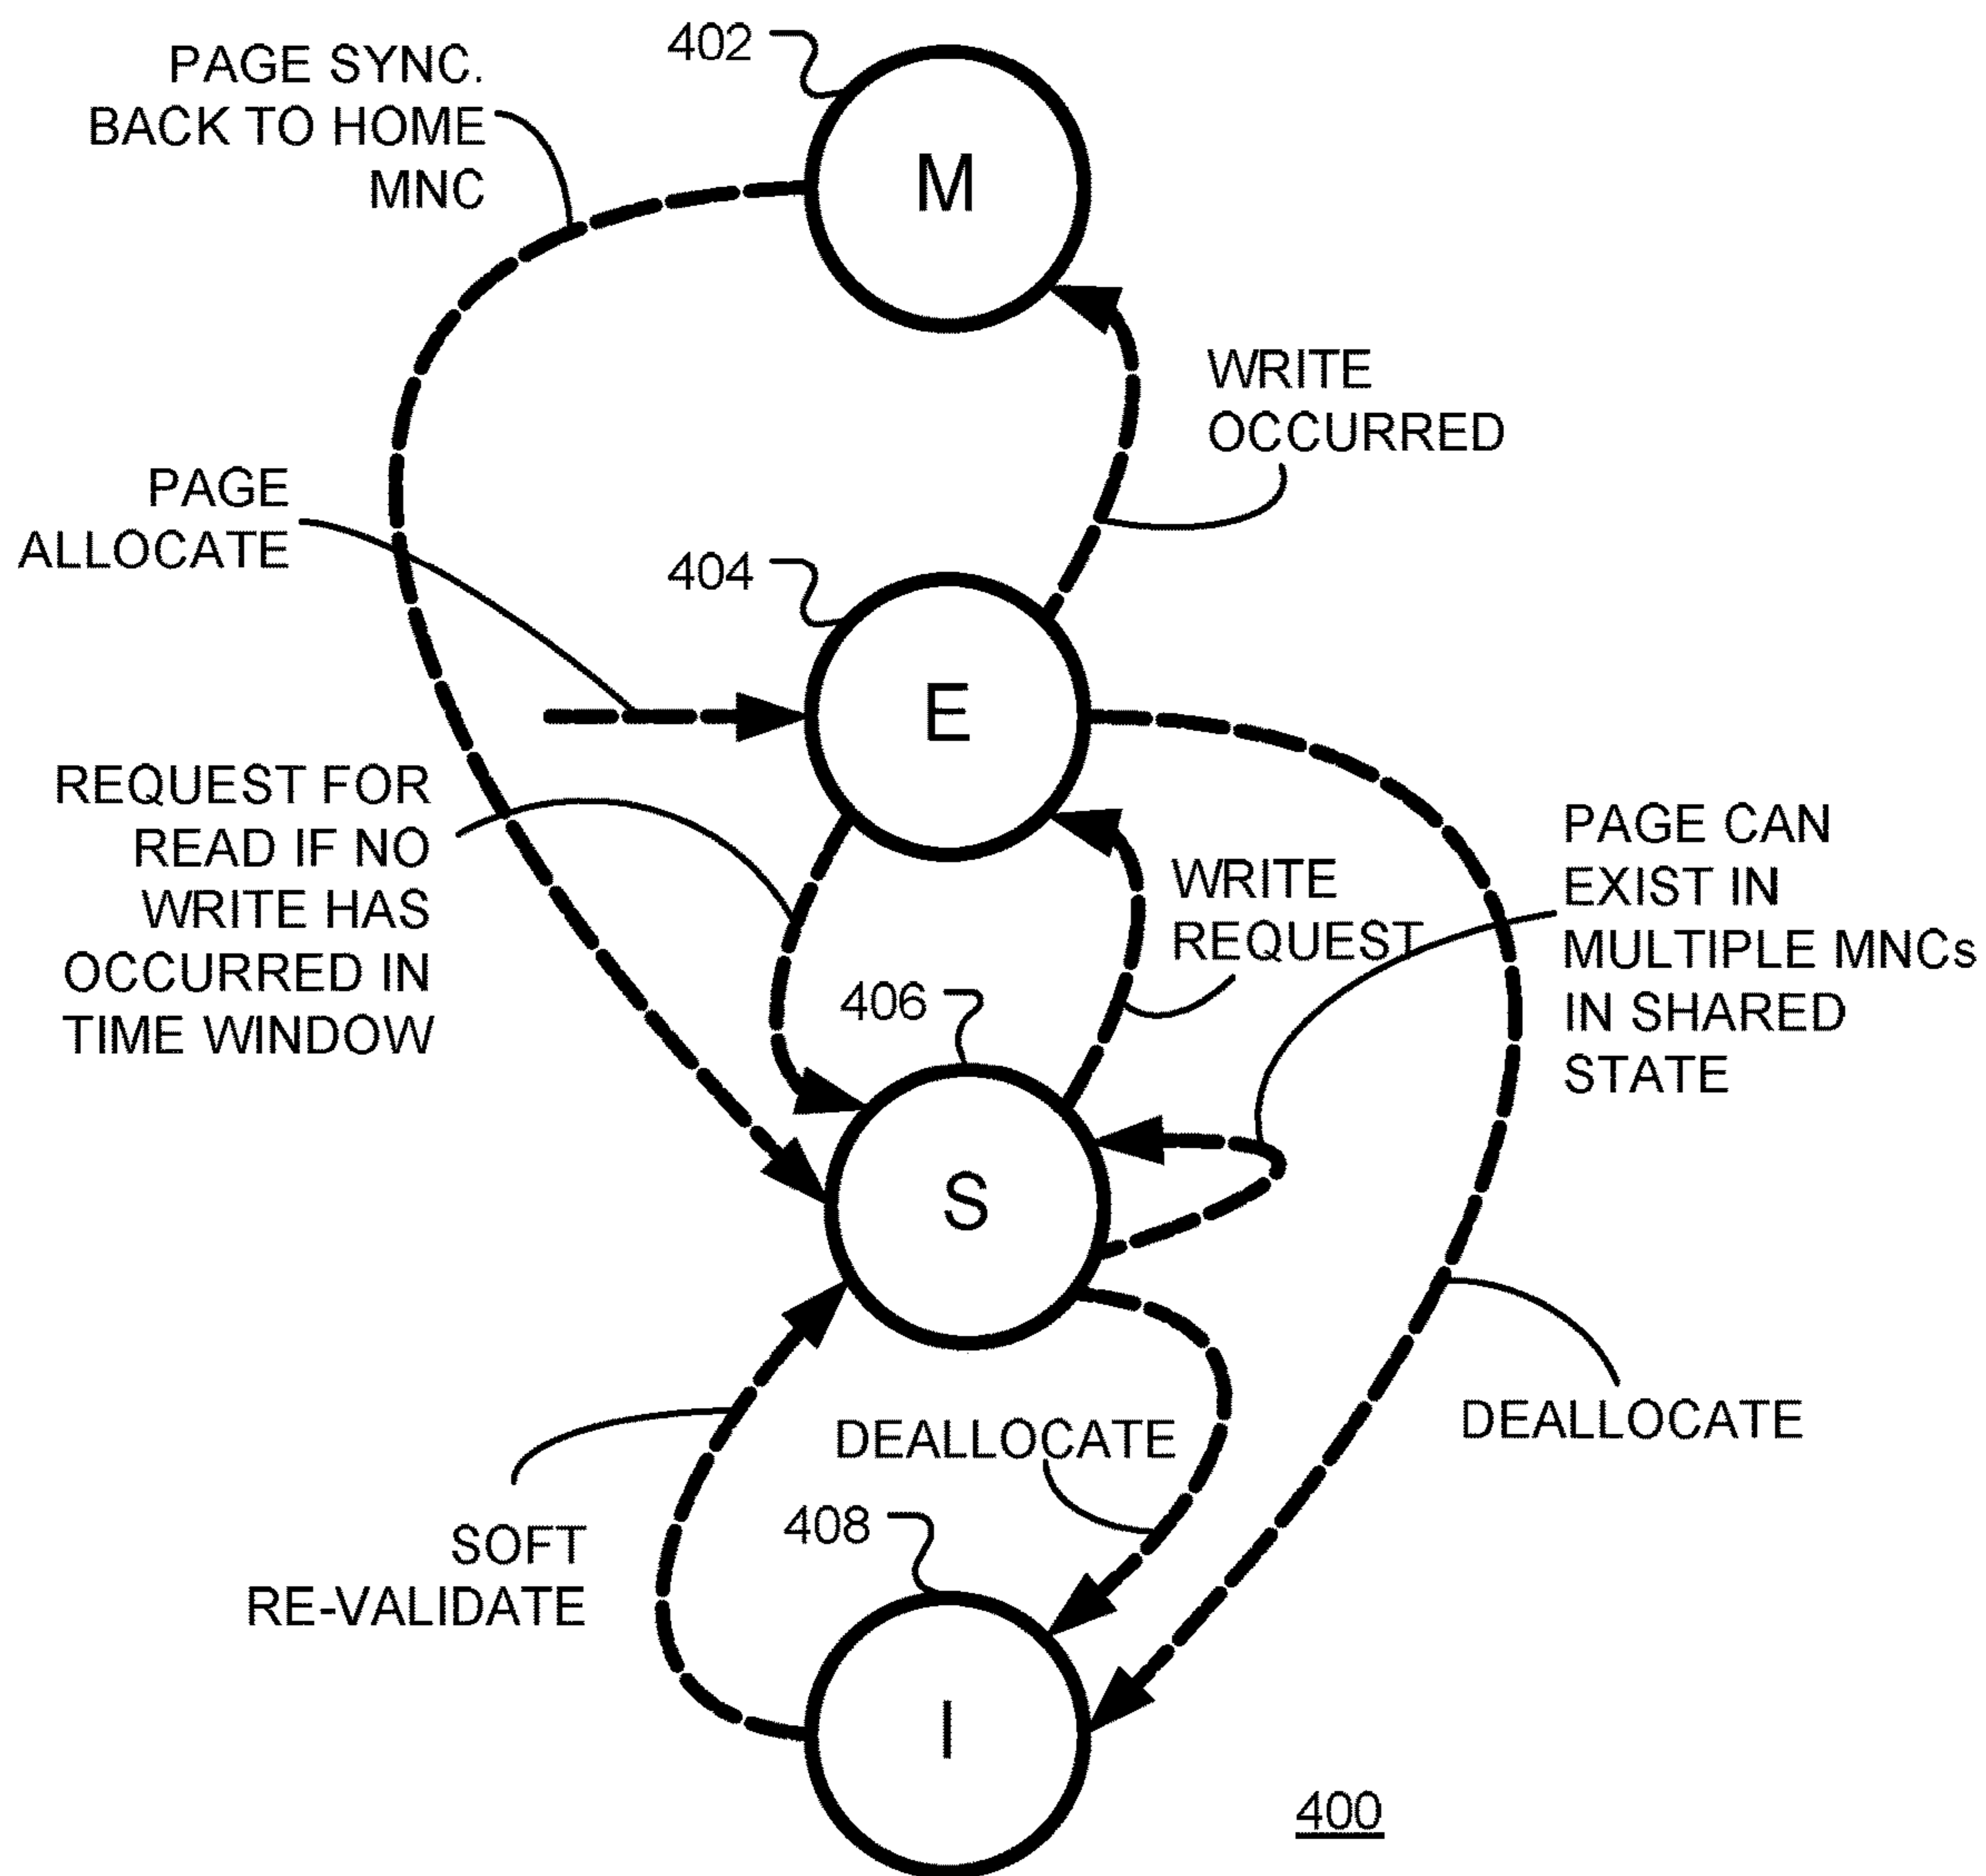 402
PAGE SYNC.
BACK TO HOME
MNC
M
WRITE
OCCURRED
PAGE
ALLOCATE
404
E
REQUEST FOR
READ IF NO
WRITE HAS
OCCURRED IN
TIME WINDOW
WRITE
REQUEST
PAGE CAN
EXIST IN
MULTIPLE MNCs
IN SHARED
STATE
406
S
DEALLOCATE
DEALLOCATE
SOFT
RE-VALIDATE
408
I
400